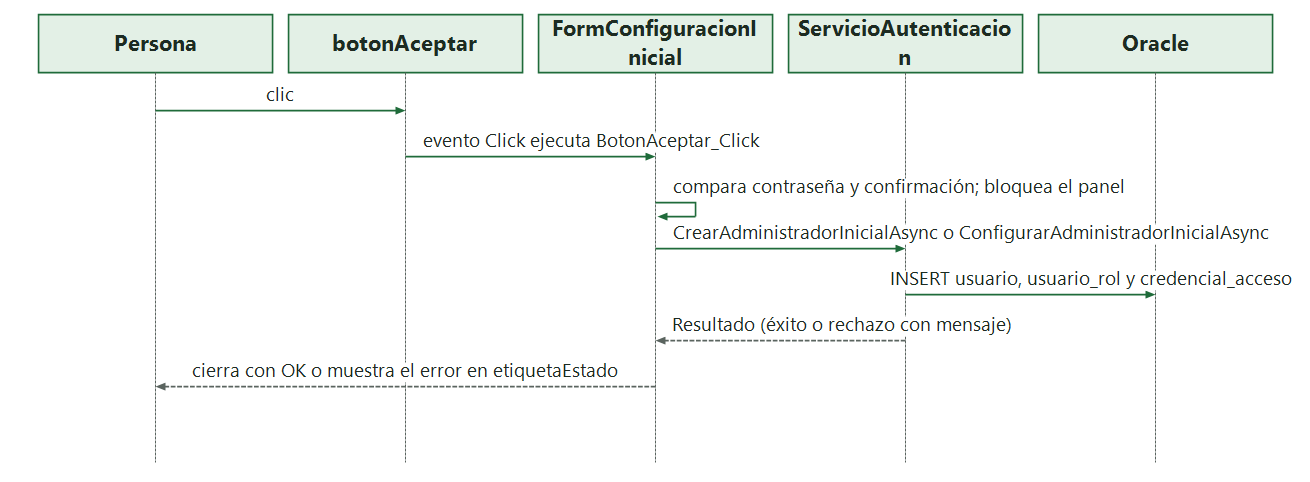 Persona
botonAceptar
FormConfiguracionI
nicial
ServicioAutenticacio
n
Oracle
clic
evento Click ejecuta BotonAceptar_Click
compara contraseña y confirmación; bloquea el panel
CrearAdministradorInicialAsync o ConfigurarAdministradorInicialAsync
INSERT usuario, usuario_rol y credencial_acceso
Resultado (éxito o rechazo con mensaje)
cierra con OK o muestra el error en etiquetaEstado